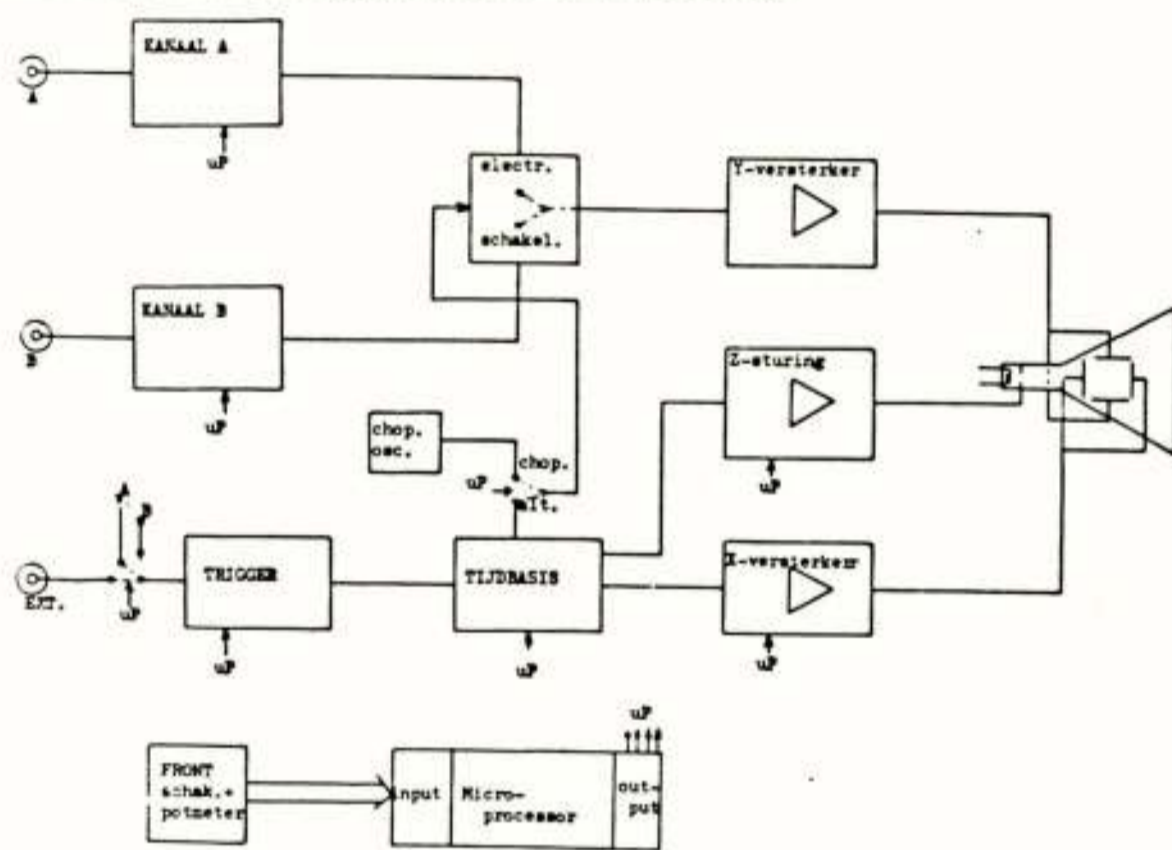 KANAAL A
A
uP
electr.
schakel.
Y-versterker
KANAAL B
B
uP
Z-sturing
uP
chop.
osc.
chop.
uP
alt.
A
B
EXT.
uP
TRIGGER
uP
TIJDBASIS
uP
X-versterker
uP
FRONT
schak.+
potmeter
input
Micro-
processor
out-
put
uP